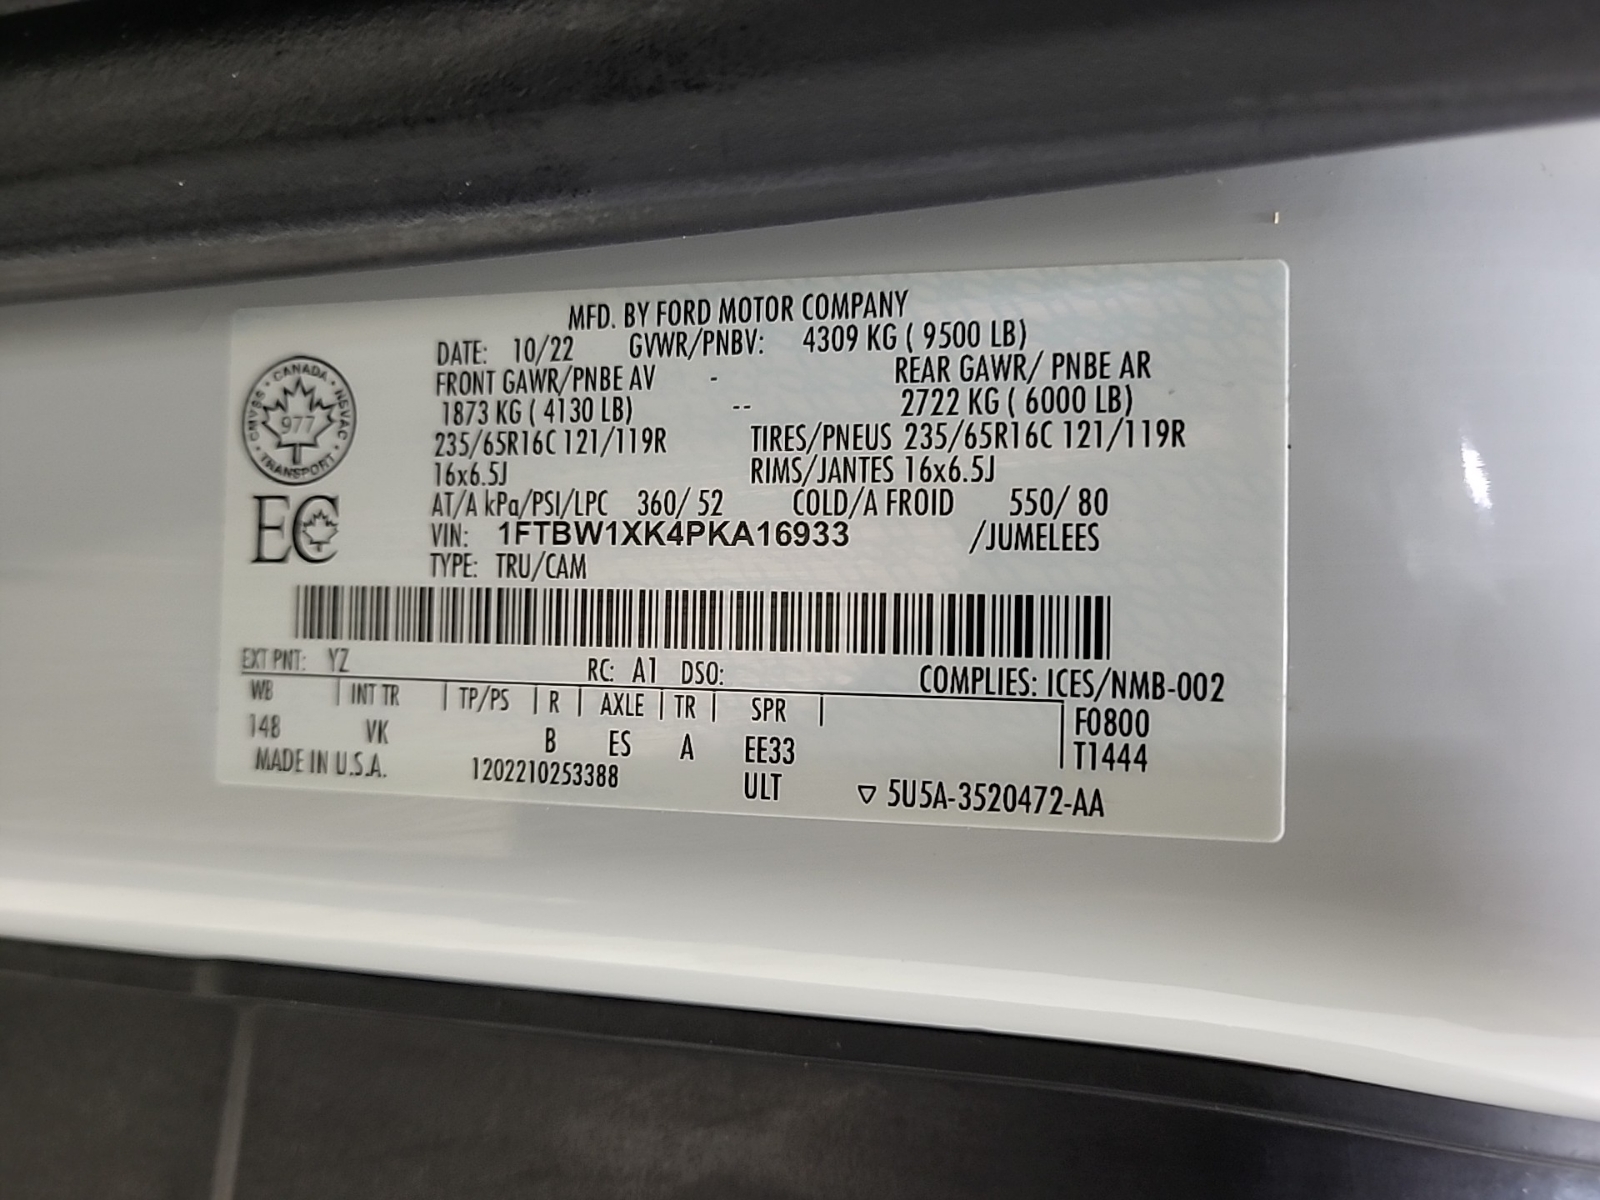 MFD. BY FORD MOTOR COMPANY
DATE: 10/22 GVWR/PNBV: 4309 KG ( 9500 LB)
FRONT GAWR/PNBE AV - REAR GAWR/ PNBE AR
1873 KG ( 4130 LB) -- 2722 KG ( 6000 LB)
235/65R16C 121/119R TIRES/PNEUS 235/65R16C 121/119R
16x6.5J RIMS/JANTES 16x6.5J
AT/A kPa/PSI/LPC 360/ 52 COLD/A FROID 550/ 80
VIN: 1FTBW1XK4PKA16933 /JUMELEES
TYPE: TRU/CAM
CANADA
CMVSS NSVAC
977
TRANSPORT
EC
EXT PNT: YZ RC: A1 DSO: COMPLIES: ICES/NMB-002
WB | INT TR | TP/PS | R | AXLE | TR | SPR | F0800
148 VK B ES A EE33 T1444
MADE IN U.S.A. 1202210253388 ULT ▽ 5U5A-3520472-AA